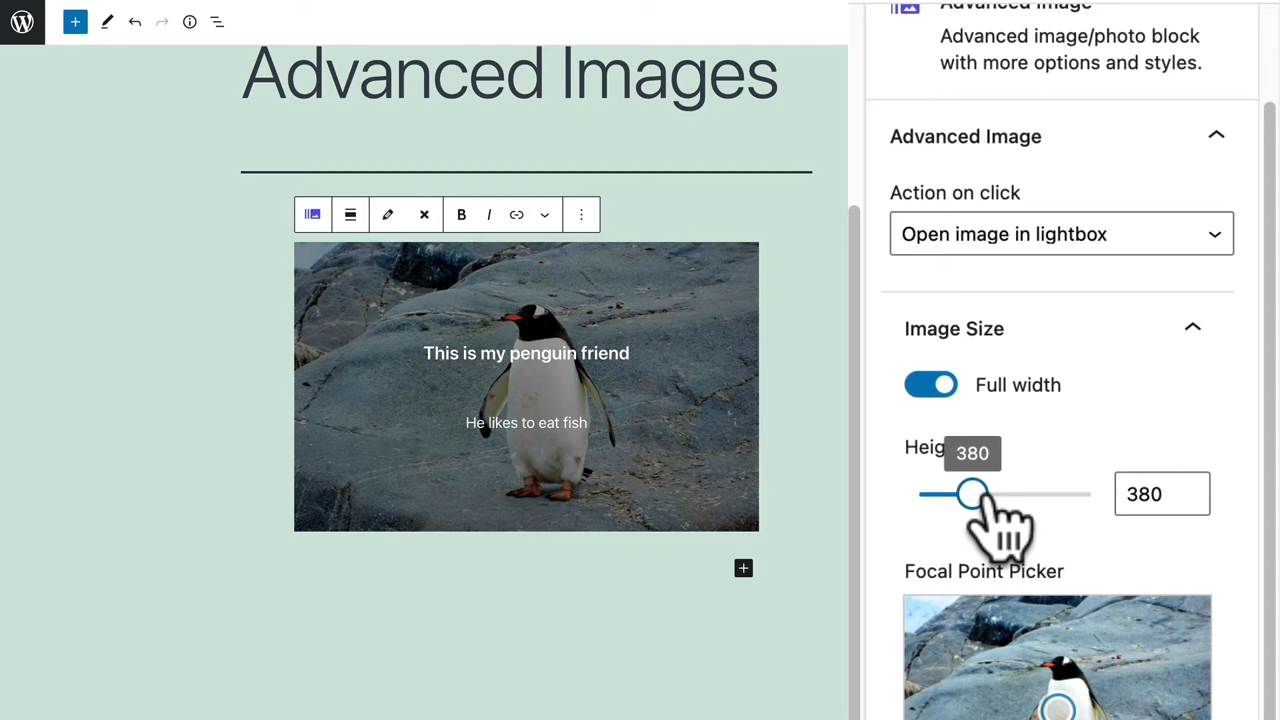 Advanced Image
Advanced image/photo block
with more options and styles.
Advanced Images
Advanced Image
Action on click
Open image in lightbox
B I
This is my penguin friend
He likes to eat fish
Image Size
Full width
Heig
380
380
Focal Point Picker